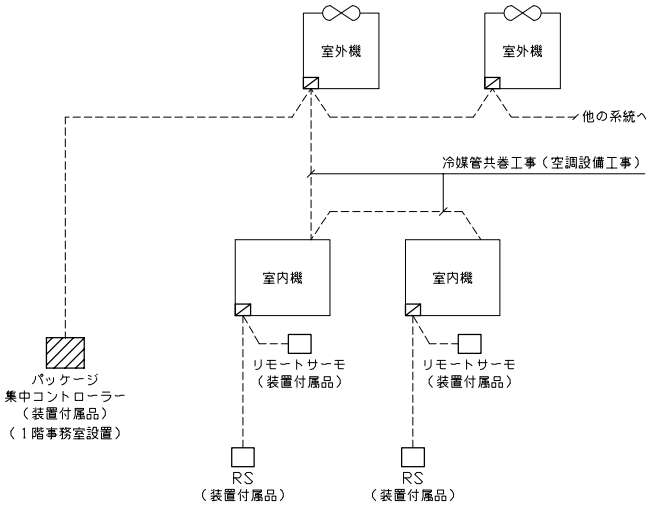 室外機
室外機
他の系統へ
冷媒管共巻工事(空調設備工事)
室内機
室内機
リモートサーモ
(装置付属品)
リモートサーモ
(装置付属品)
パッケージ
集中コントローラー
(装置付属品)
(1階事務室設置)
RS
(装置付属品)
RS
(装置付属品)